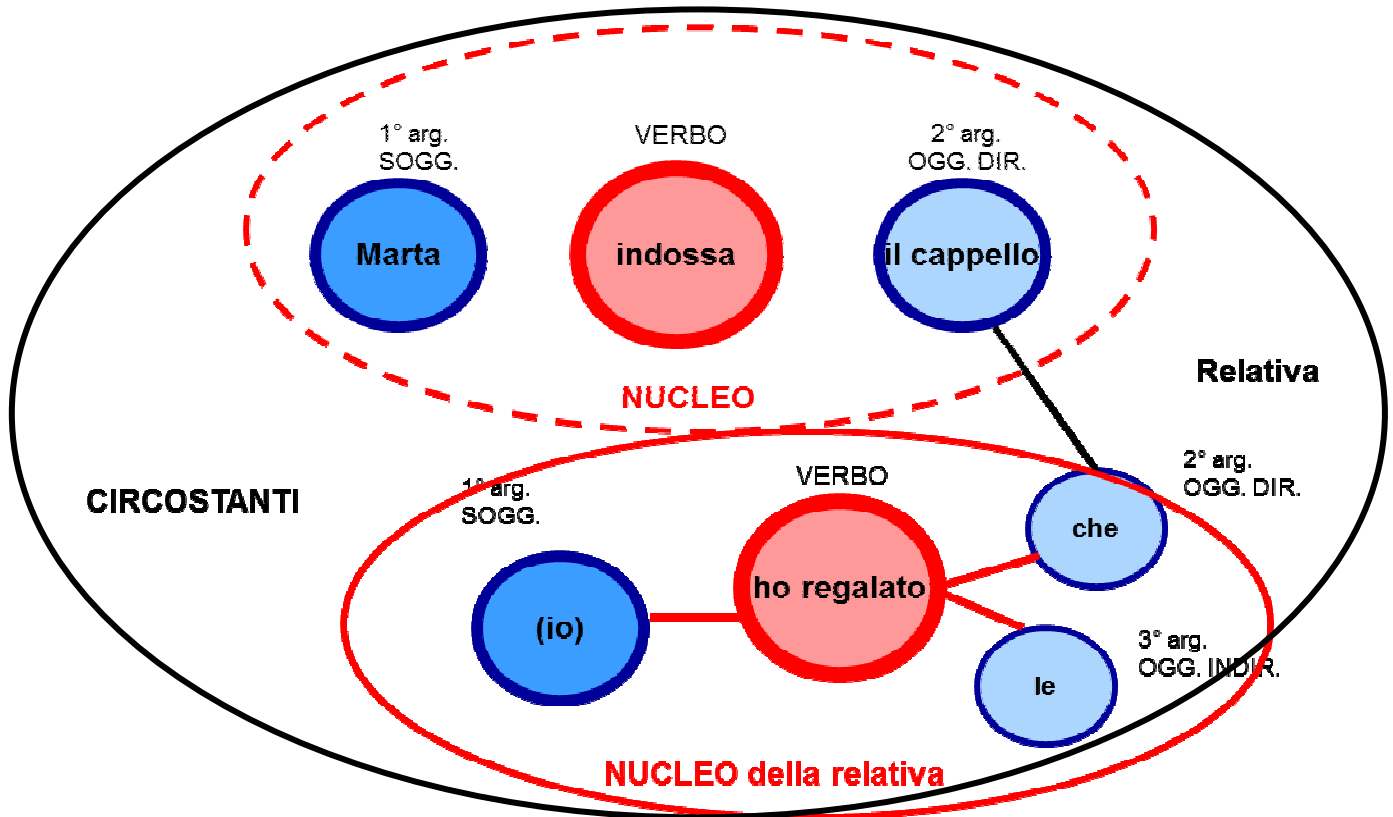 1° arg.
SOGG.
VERBO
2° arg.
OGG. DIR.
Marta
indossa
il cappello
NUCLEO
Relativa
CIRCOSTANTI
1° arg.
SOGG.
VERBO
2° arg.
OGG. DIR.
che
ho regalato
(io)
le
3° arg.
OGG. INDIR.
NUCLEO della relativa